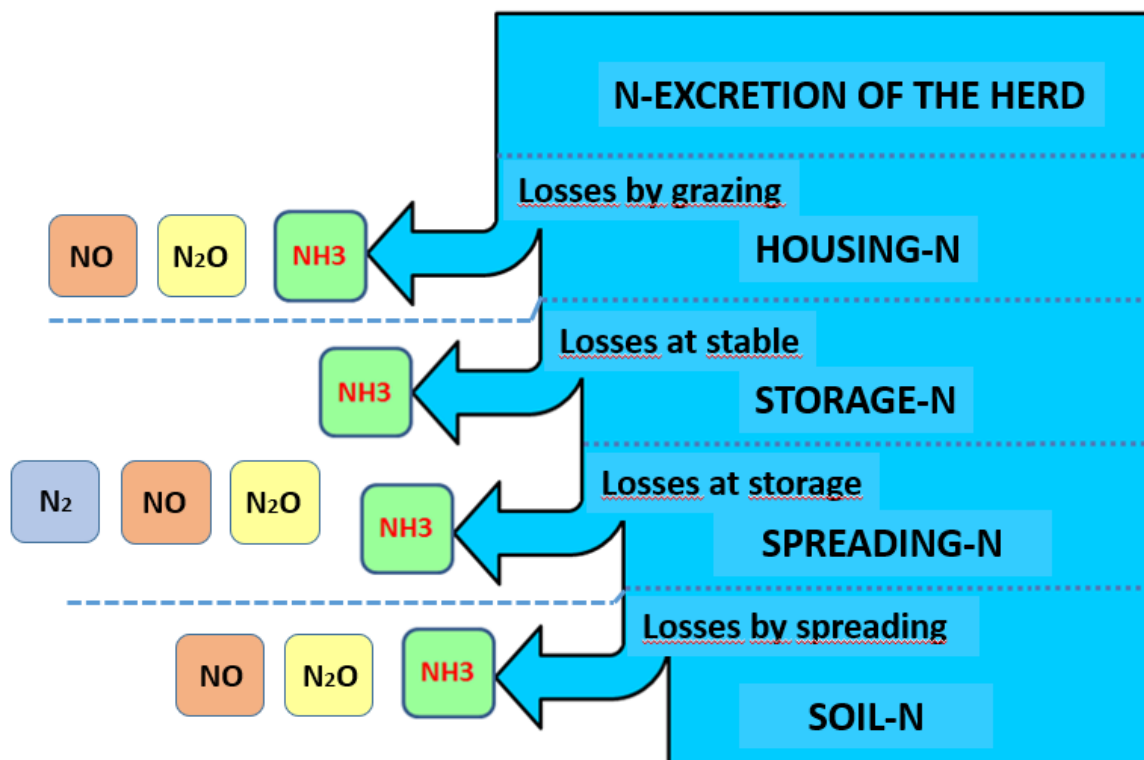 N-EXCRETION OF THE HERD
Losses by grazing
NO N₂O NH3 HOUSING-N
Losses at stable
NH3 STORAGE-N
Losses at storage
N₂ NO N₂O NH3 SPREADING-N
Losses by spreading
NO N₂O NH3
SOIL-N